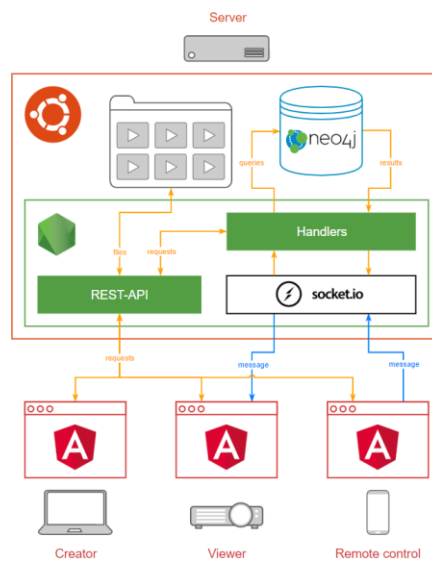 Server
neo4j
queries
results
Handlers
files
requests
REST-API
socket.io
requests
message
message
A
A
A
Creator
Viewer
Remote control